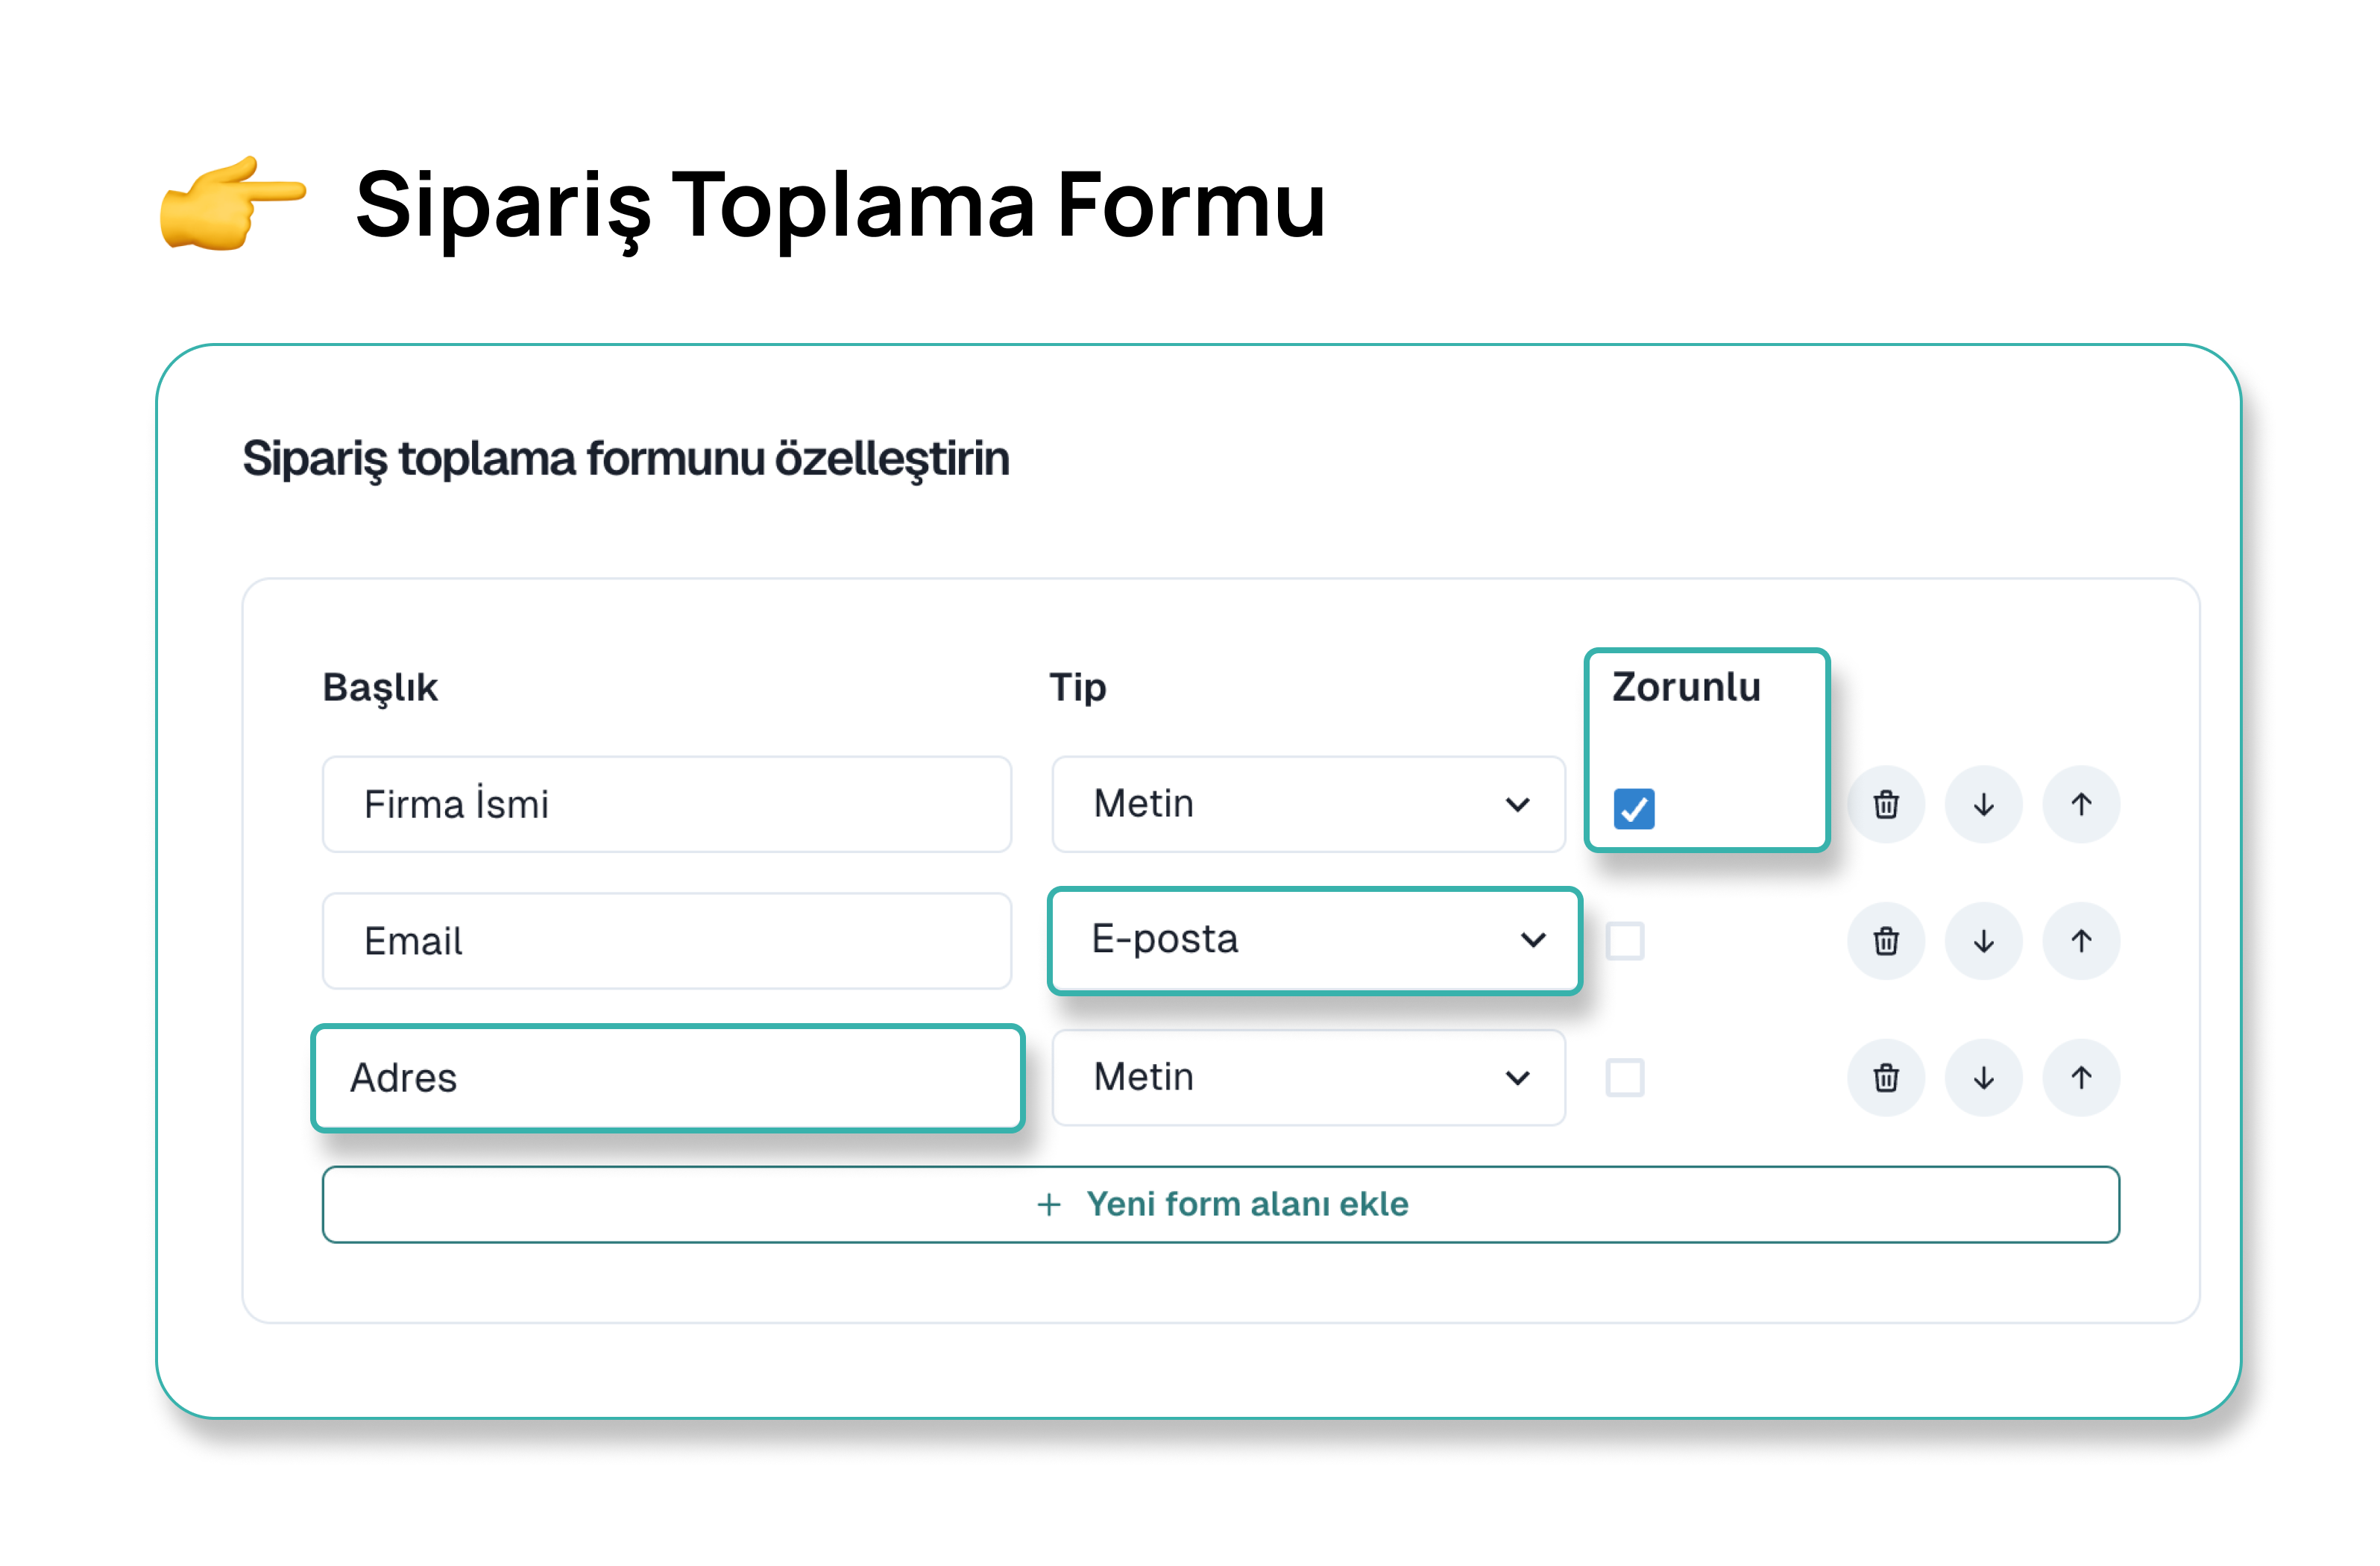 Sipariş Toplama Formu
Sipariş toplama formunu özelleştirin
Başlık Tip Zorunlu
Firma İsmi Metin
Email E-posta
Adres Metin
+ Yeni form alanı ekle